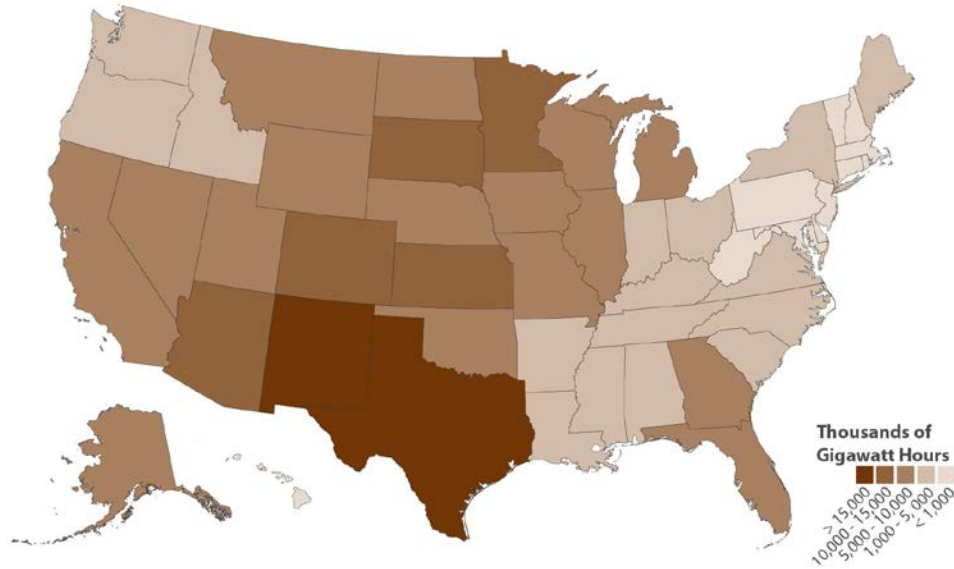 Thousands of
Gigawatt Hours
> 15,000
10,000 - 15,000
5,000 - 10,000
1,000 - 5, 000
< 1,000